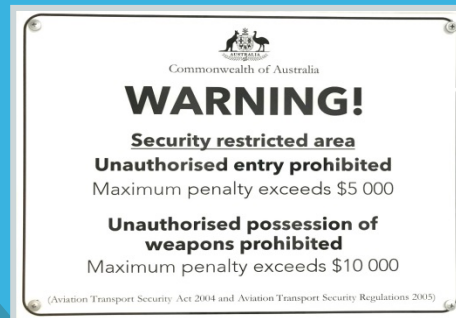 AUSTRALIA
Commonwealth of Australia
WARNING!
Security restricted area
Unauthorised entry prohibited
Maximum penalty exceeds $5 000
Unauthorised possession of
weapons prohibited
Maximum penalty exceeds $10 000
(Aviation Transport Security Act 2004 and Aviation Transport Security Regulations 2005)